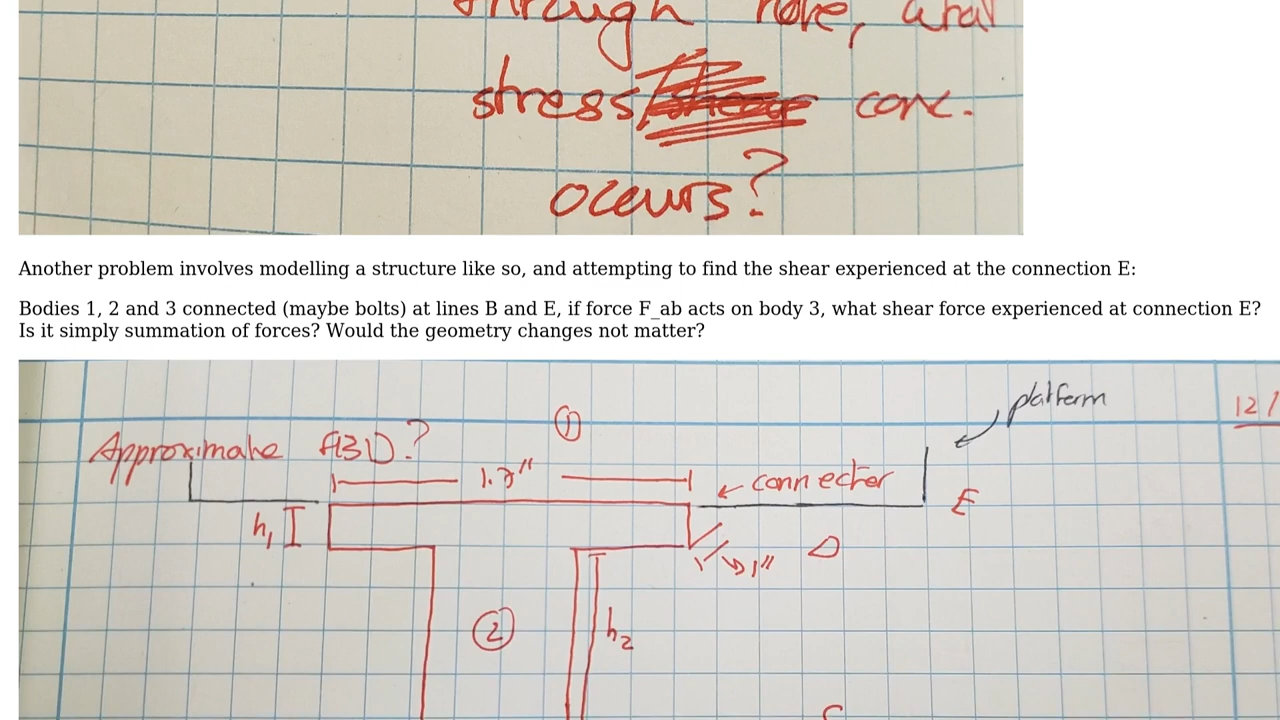 through hole, what
stress conc.
occurs?
Another problem involves modelling a structure like so, and attempting to find the shear experienced at the connection E:
Bodies 1, 2 and 3 connected (maybe bolts) at lines B and E, if force F_ab acts on body 3, what shear force experienced at connection E?
Is it simply summation of forces? Would the geometry changes not matter?
platform
12/
①
Approximate FBD?
1.7"
connector
E
h₁
1"
D
②
h₂
C